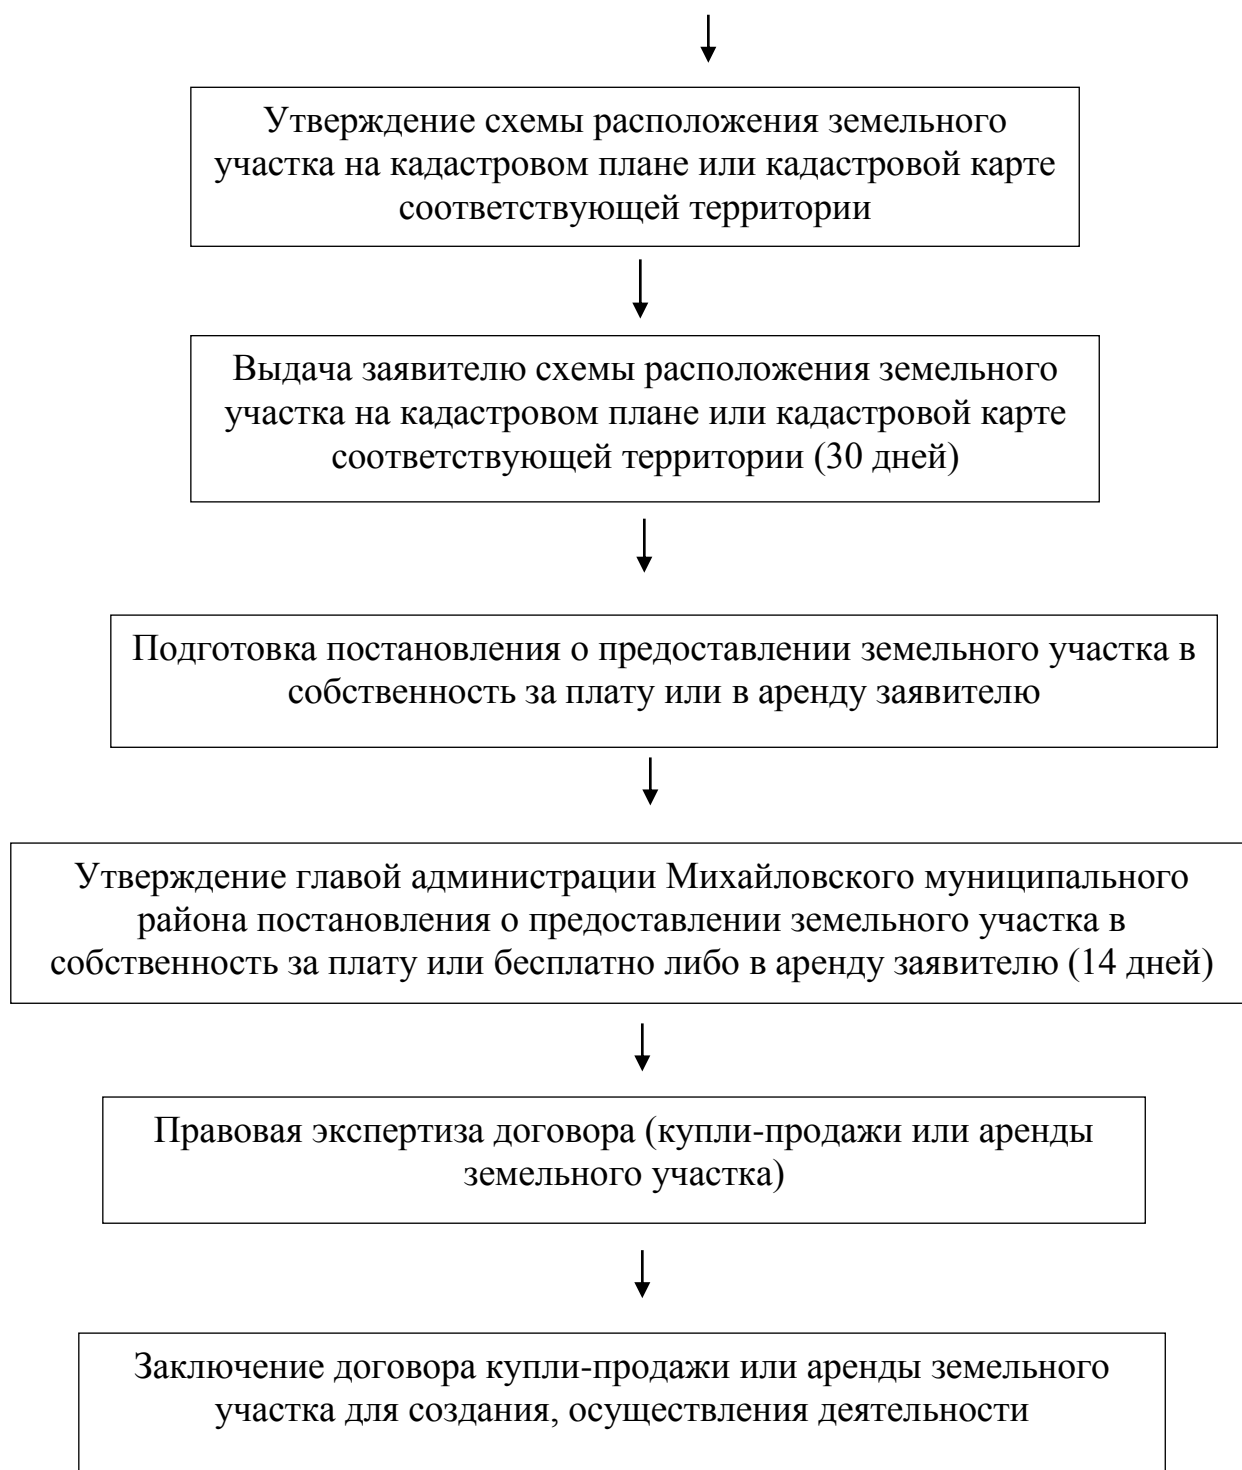 Утверждение схемы расположения земельного
участка на кадастровом плане или кадастровой карте
соответствующей территории
Выдача заявителю схемы расположения земельного
участка на кадастровом плане или кадастровой карте
соответствующей территории (30 дней)
Подготовка постановления о предоставлении земельного участка в
собственность за плату или в аренду заявителю
Утверждение главой администрации Михайловского муниципального
района постановления о предоставлении земельного участка в
собственность за плату или бесплатно либо в аренду заявителю (14 дней)
Правовая экспертиза договора (купли-продажи или аренды
земельного участка)
Заключение договора купли-продажи или аренды земельного
участка для создания, осуществления деятельности